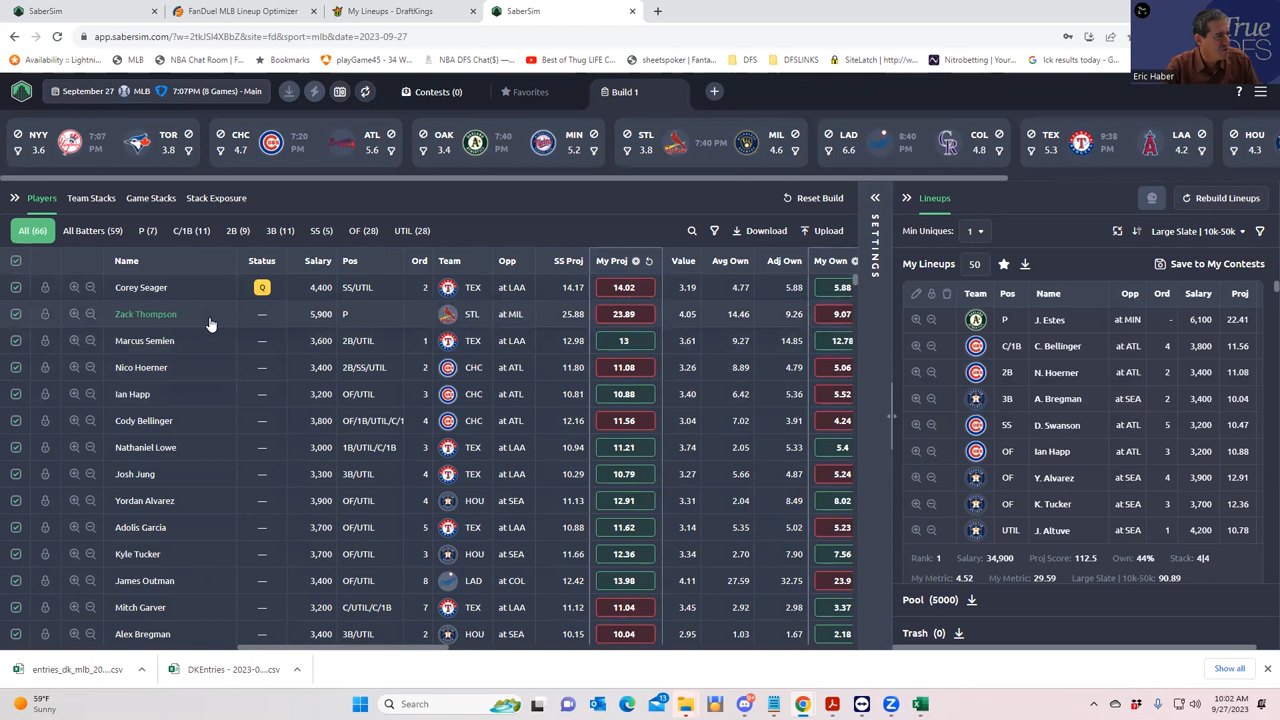 SaberSim
FanDuel MLB Lineup Optimizer
My Lineups - DraftKings
SaberSim
app.sabersim.com/?w=2tkJSl4XBbZ&site=fd&sport=mlb&date=2023-09-27
Availability :: Lightni...
MLB
NBA Chat Room / F...
Basketball
playGame45 - 34 W...
NBA DFS Chat($) —...
Best of Thug LIFE C...
sheetspoker | Fanta...
DFS
DFSLINKS
SiteLatch | http://w...
Nitrobetting | Your...
Ick results today - G...
True
DFS
Eric Haber
September 27 MLB 7:07PM (8 Games) - Main
Contests (0)
Favorites
Build 1
NYY 3.6 7:07 PM TOR 3.8
CHC 4.7 7:20 PM ATL 5.6
OAK 3.4 7:40 PM MIN 5.2
STL 3.8 7:40 PM MIL 4.6
LAD 6.6 8:40 PM COL 4.8
TEX 5.3 9:38 PM LAA 4.2
HOU 4.3
Players Team Stacks Game Stacks Stack Exposure Reset Build
All (66) All Batters (59) P (7) C/1B (11) 2B (9) 3B (11) SS (5) OF (28) UTIL (28) Download Upload
Name Status Salary Pos Ord Team Opp SS Proj My Proj Value Avg Own Adj Own My Own
Corey Seager Q 4,400 SS/UTIL 2 TEX at LAA 14.17 14.02 3.19 4.77 5.88 5.88
Zack Thompson — 5,900 P STL at MIL 25.88 23.89 4.05 14.46 9.26 9.07
Marcus Semien — 3,600 2B/UTIL 1 TEX at LAA 12.98 13 3.61 9.27 14.85 12.78
Nico Hoerner — 3,400 2B/SS/UTIL 2 CHC at ATL 11.80 11.08 3.26 8.89 4.79 5.06
Ian Happ — 3,200 OF/UTIL 3 CHC at ATL 10.81 10.88 3.40 6.42 5.36 5.52
Cody Bellinger — 3,800 OF/1B/UTIL/C/1 4 CHC at ATL 12.16 11.56 3.04 7.02 3.91 4.24
Nathaniel Lowe — 3,000 1B/UTIL/C/1B 3 TEX at LAA 10.94 11.21 3.74 2.05 5.33 5.4
Josh Jung — 3,300 3B/UTIL 4 TEX at LAA 10.79 10.79 3.27 5.66 4.87 5.24
Yordan Alvarez — 3,900 OF/UTIL 4 HOU at SEA 11.13 12.91 3.31 2.04 8.49 8.02
Adolis Garcia — 3,700 OF/UTIL 5 TEX at LAA 10.88 11.62 3.14 5.35 5.02 5.23
Kyle Tucker — 3,700 OF/UTIL 3 HOU at SEA 11.66 12.36 3.34 2.70 7.90 7.56
James Outman — 3,400 OF/UTIL 8 LAD at COL 12.42 13.98 4.11 27.59 32.75 23.9
Mitch Garver — 3,200 C/UTIL/C/1B 7 TEX at LAA 11.12 11.04 3.45 2.92 2.98 3.37
Alex Bregman — 3,400 3B/UTIL 2 HOU at SEA 10.15 10.04 2.95 1.03 1.67 2.18
SETTINGS
Lineups Rebuild Lineups
Min Uniques: 1 Large Slate | 10k-50k
My Lineups 50 Save to My Contests
Team Pos Name Opp Ord Salary Proj
P J. Estes at MIN - 6,100 22.41
C/1B C. Bellinger at ATL 4 3,800 11.56
2B N. Hoerner at ATL 2 3,400 11.08
3B A. Bregman at SEA 2 3,400 10.04
SS D. Swanson at ATL 5 3,200 10.47
OF Ian Happ at ATL 3 3,200 10.88
OF Y. Alvarez at SEA 4 3,900 12.91
OF K. Tucker at SEA 3 3,700 12.36
UTIL J. Altuve at SEA 1 4,200 10.78
Rank: 1 Salary: 34,900 Proj Score: 112.5 Own: 44% Stack: 4|4
My Metric: 4.52 My Metric: 29.59 Large Slate | 10k-50k: 90.89
Pool (5000)
Trash (0)
entries_dk_mlb_20....csv
DKEntries - 2023-0....csv
Show all
59°F
Sunny
Search
10:02 AM
9/27/2023